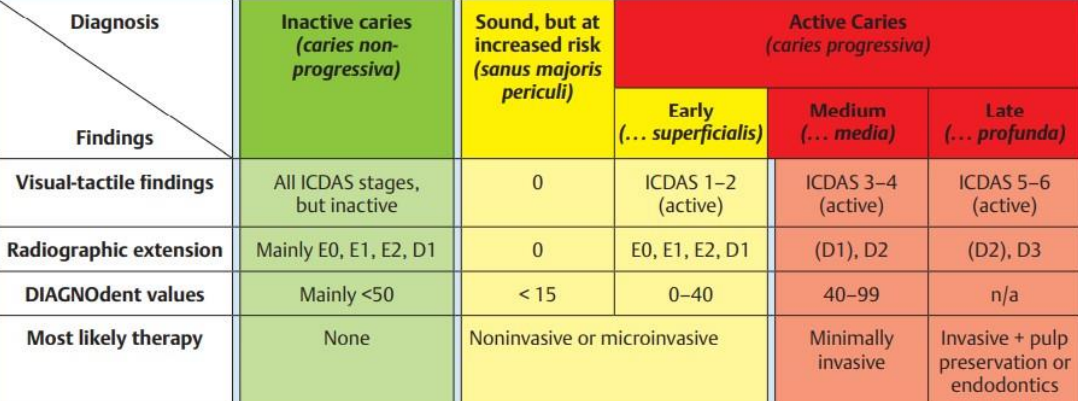 Diagnosis
Findings
Inactive caries
(caries non-
progressiva)
Sound, but at
increased risk
(sanus majoris
periculi)
Active Caries
(caries progressiva)
Early
(... superficialis)
Medium
(... media)
Late
(... profunda)
Visual-tactile findings
All ICDAS stages,
but inactive
0
ICDAS 1–2
(active)
ICDAS 3–4
(active)
ICDAS 5–6
(active)
Radiographic extension
Mainly E0, E1, E2, D1
0
E0, E1, E2, D1
(D1), D2
(D2), D3
DIAGNOdent values
Mainly <50
< 15
0–40
40–99
n/a
Most likely therapy
None
Noninvasive or microinvasive
Minimally
invasive
Invasive + pulp
preservation or
endodontics